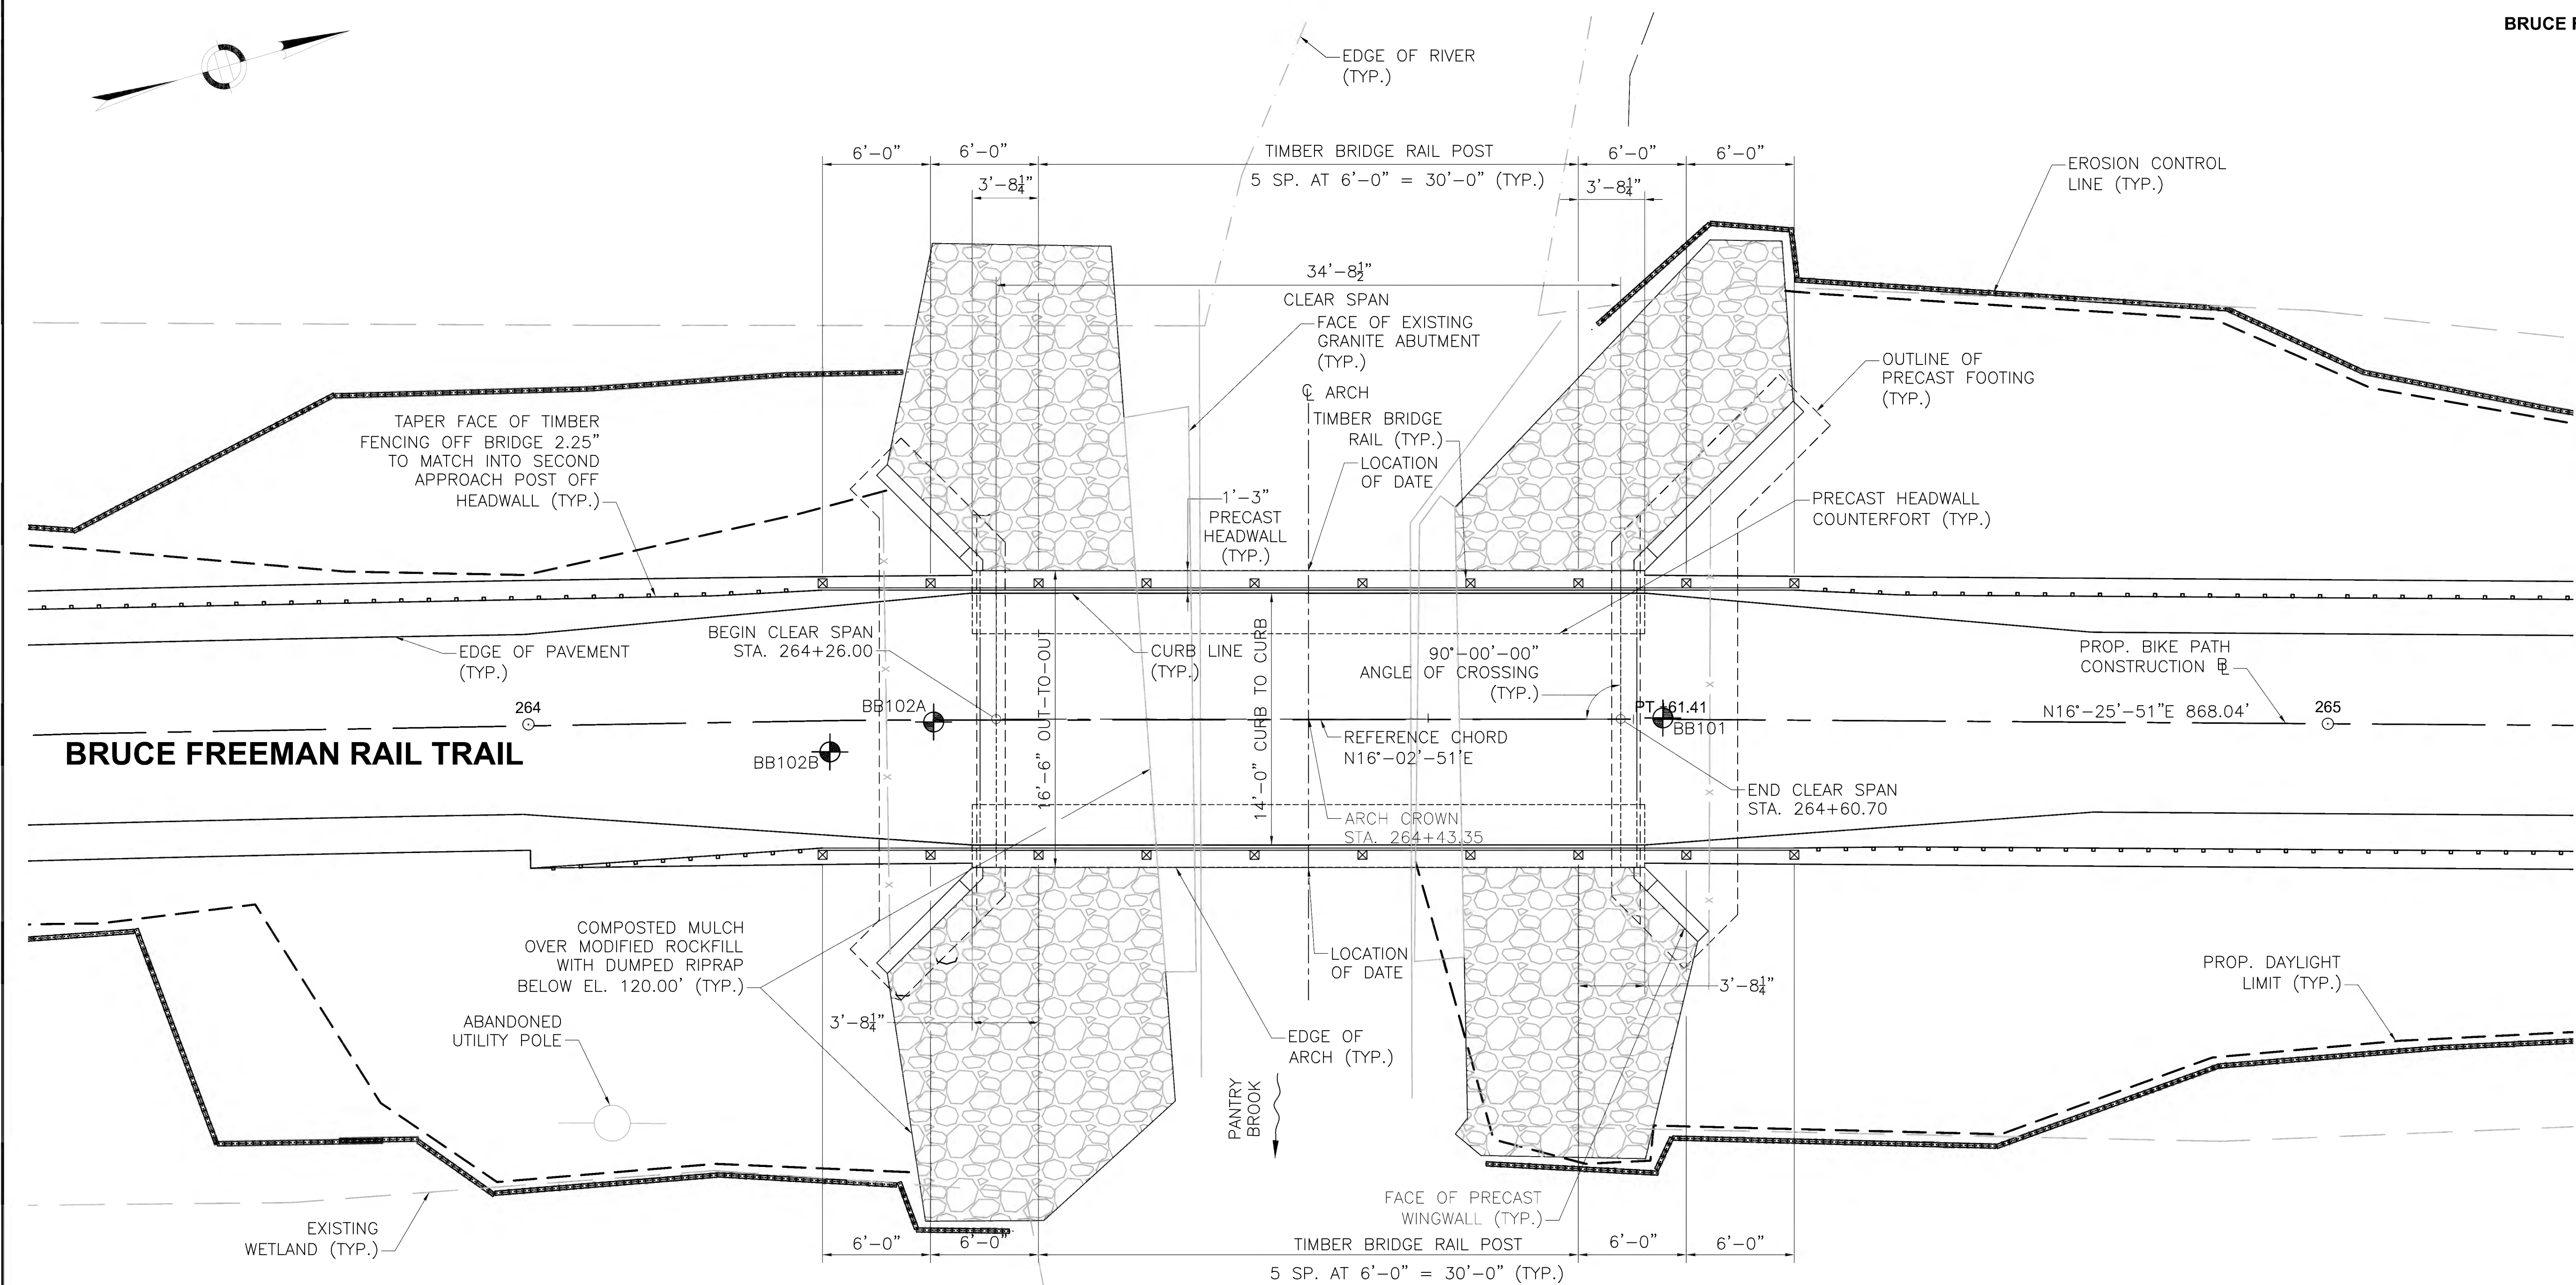 BRUCE F
EDGE OF RIVER
(TYP.)
6'-0"
6'-0"
TIMBER BRIDGE RAIL POST
5 SP. AT 6'-0" = 30'-0" (TYP.)
6'-0"
6'-0"
3'-8¼"
3'-8¼"
EROSION CONTROL
LINE (TYP.)
34'-8½"
CLEAR SPAN
FACE OF EXISTING
GRANITE ABUTMENT
(TYP.)
OUTLINE OF
PRECAST FOOTING
(TYP.)
℄ ARCH
TIMBER BRIDGE
RAIL (TYP.)
LOCATION
OF DATE
TAPER FACE OF TIMBER
FENCING OFF BRIDGE 2.25"
TO MATCH INTO SECOND
APPROACH POST OFF
HEADWALL (TYP.)
1'-3"
PRECAST
HEADWALL
(TYP.)
PRECAST HEADWALL
COUNTERFORT (TYP.)
BEGIN CLEAR SPAN
STA. 264+26.00
EDGE OF PAVEMENT
(TYP.)
CURB LINE
(TYP.)
16'-6" OUT-TO-OUT
14'-0" CURB TO CURB
90°-00'-00"
ANGLE OF CROSSING
(TYP.)
PROP. BIKE PATH
CONSTRUCTION BL
264
BB102A
PT +61.41
BB101
N16°-25'-51"E 868.04'
265
BRUCE FREEMAN RAIL TRAIL
BB102B
REFERENCE CHORD
N16°-02'-51'E
END CLEAR SPAN
STA. 264+60.70
ARCH CROWN
STA. 264+43.35
COMPOSTED MULCH
OVER MODIFIED ROCKFILL
WITH DUMPED RIPRAP
BELOW EL. 120.00' (TYP.)
LOCATION
OF DATE
3'-8¼"
PROP. DAYLIGHT
LIMIT (TYP.)
3'-8¼"
ABANDONED
UTILITY POLE
EDGE OF
ARCH (TYP.)
PANTRY
BROOK
FACE OF PRECAST
WINGWALL (TYP.)
EXISTING
WETLAND (TYP.)
6'-0"
6'-0"
TIMBER BRIDGE RAIL POST
5 SP. AT 6'-0" = 30'-0" (TYP.)
6'-0"
6'-0"